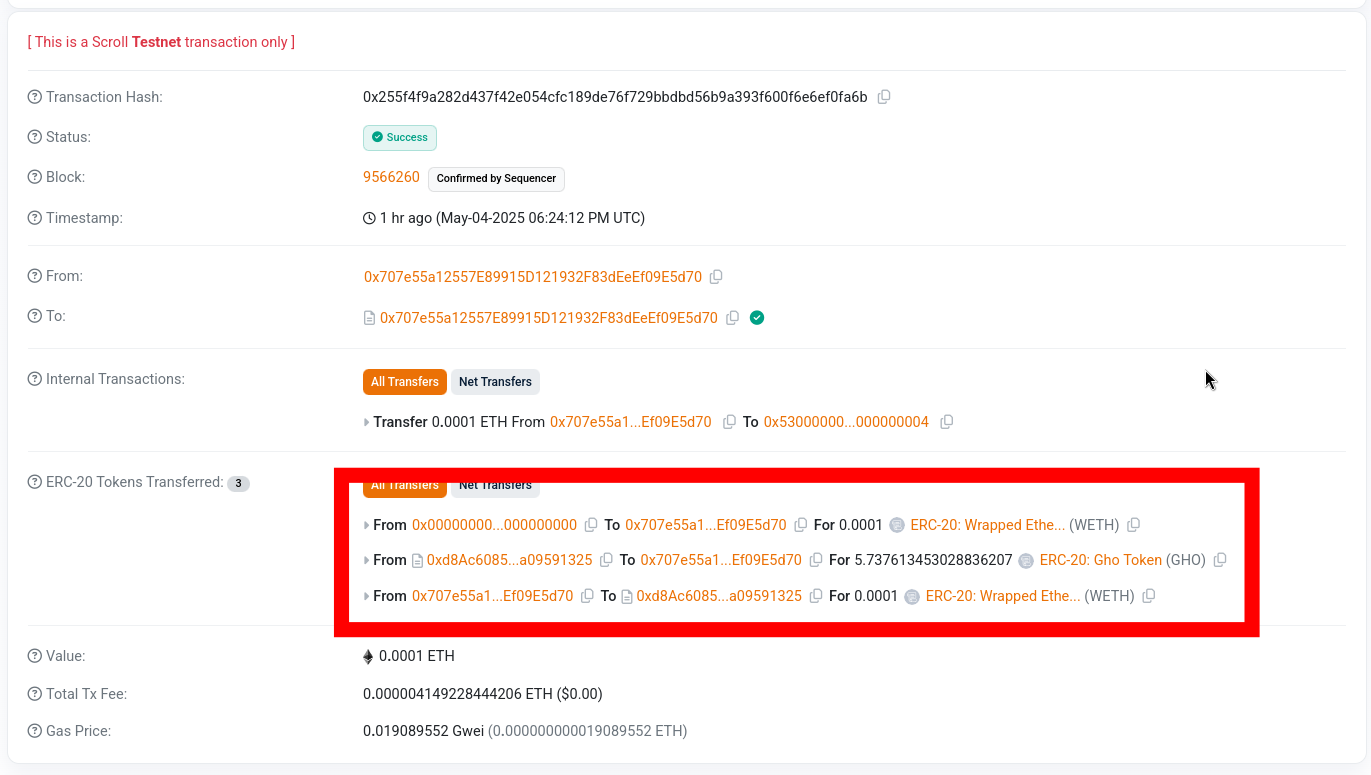 [ This is a Scroll Testnet transaction only ]
Transaction Hash: 0x255f4f9a282d437f42e054cfc189de76f729bbdbd56b9a393f600f6e6ef0fa6b
Status: Success
Block: 9566260 Confirmed by Sequencer
Timestamp: 1 hr ago (May-04-2025 06:24:12 PM UTC)
From: 0x707e55a12557E89915D121932F83dEeEf09E5d70
To: 0x707e55a12557E89915D121932F83dEeEf09E5d70
Internal Transactions: All Transfers Net Transfers
Transfer 0.0001 ETH From 0x707e55a1...Ef09E5d70 To 0x53000000...000000004
ERC-20 Tokens Transferred: 3 All Transfers Net Transfers
From 0x00000000...000000000 To 0x707e55a1...Ef09E5d70 For 0.0001 ERC-20: Wrapped Ethe... (WETH)
From 0xd8Ac6085...a09591325 To 0x707e55a1...Ef09E5d70 For 5.737613453028836207 ERC-20: Gho Token (GHO)
From 0x707e55a1...Ef09E5d70 To 0xd8Ac6085...a09591325 For 0.0001 ERC-20: Wrapped Ethe... (WETH)
Value: 0.0001 ETH
Total Tx Fee: 0.000004149228444206 ETH ($0.00)
Gas Price: 0.019089552 Gwei (0.000000000019089552 ETH)